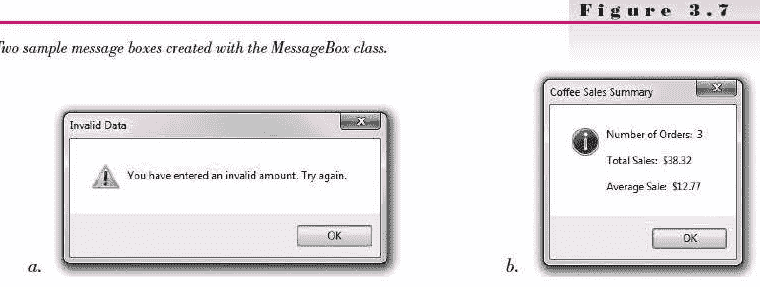 Figure 3.7
Two sample message boxes created with the MessageBox class.
Invalid Data
You have entered an invalid amount. Try again.
OK
a.
Coffee Sales Summary
Number of Orders: 3
Total Sales: $38.32
Average Sale: $12.77
OK
b.